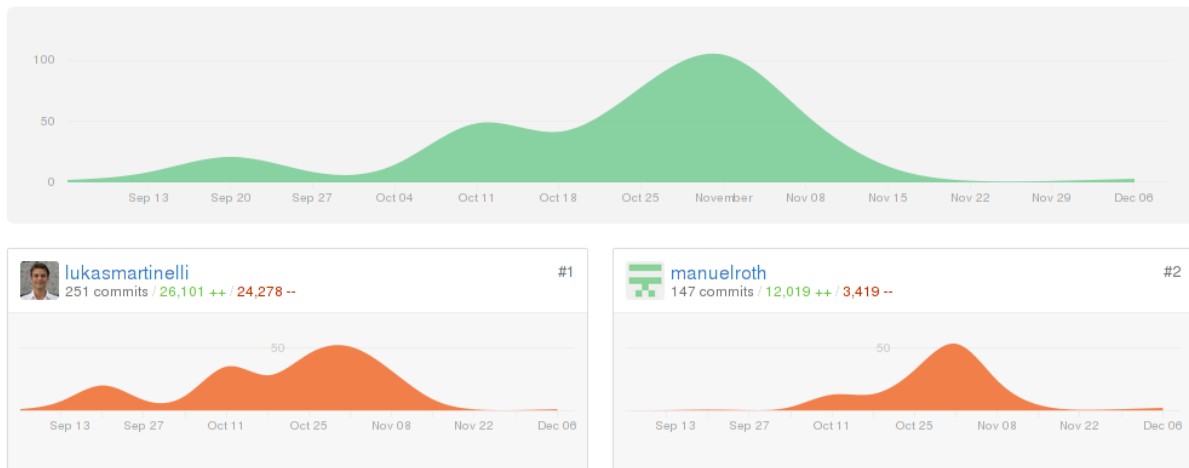 100
50
0
Sep 13 Sep 20 Sep 27 Oct 04 Oct 11 Oct 18 Oct 25 November Nov 08 Nov 15 Nov 22 Nov 29 Dec 06
lukasmartinelli #1
251 commits / 26,101 ++ / 24,278 --
50
Sep 13 Sep 27 Oct 11 Oct 25 Nov 08 Nov 22 Dec 06
manuelroth #2
147 commits / 12,019 ++ / 3,419 --
50
Sep 13 Sep 27 Oct 11 Oct 25 Nov 08 Nov 22 Dec 06